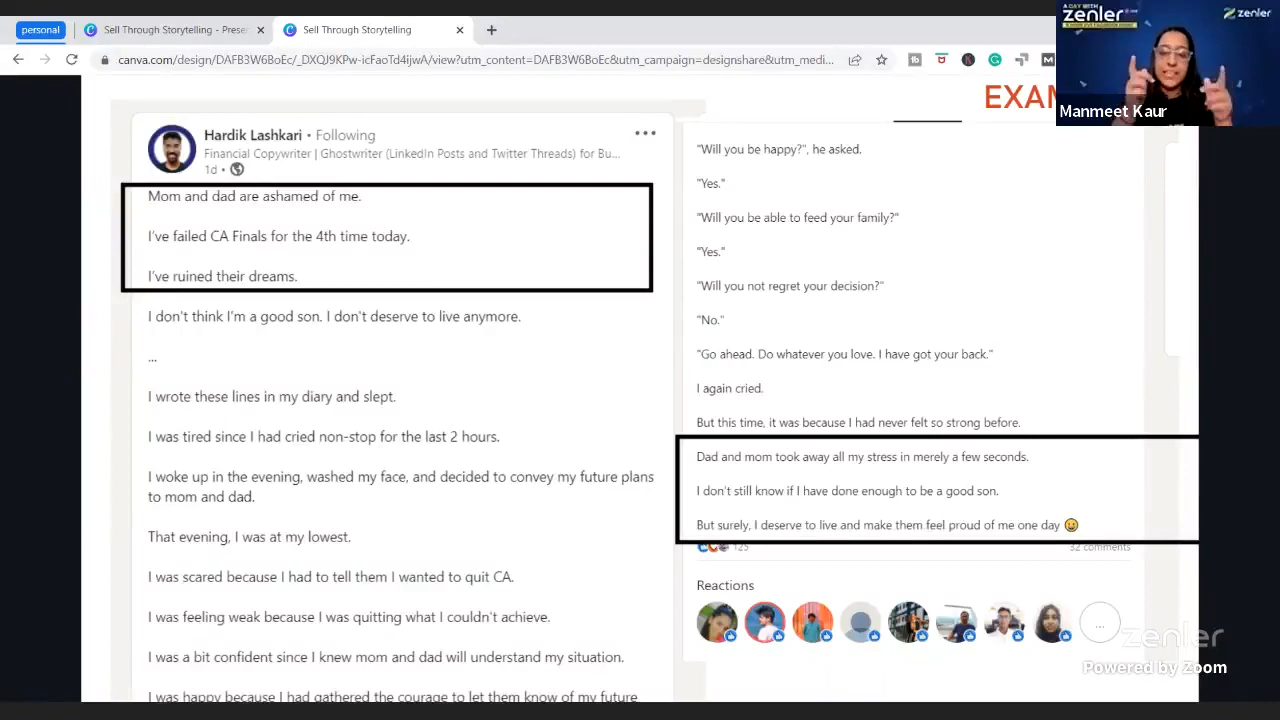 personal
Sell Through Storytelling - Prese
Sell Through Storytelling
canva.com/design/DAFB3W6BoEc/_DXQJ9KPw-icFaoTd4ijwA/view?utm_content=DAFB3W6BoEc&utm_campaign=designshare&utm_medi...
A DAY WITH
zenler
zenler
Manmeet Kaur
EXAM
Hardik Lashkari • Following
Financial Copywriter | Ghostwriter (LinkedIn Posts and Twitter Threads) for Bu...
1d •
Mom and dad are ashamed of me.
I've failed CA Finals for the 4th time today.
I've ruined their dreams.
I don't think I'm a good son. I don't deserve to live anymore.
...
I wrote these lines in my diary and slept.
I was tired since I had cried non-stop for the last 2 hours.
I woke up in the evening, washed my face, and decided to convey my future plans
to mom and dad.
That evening, I was at my lowest.
I was scared because I had to tell them I wanted to quit CA.
I was feeling weak because I was quitting what I couldn't achieve.
I was a bit confident since I knew mom and dad will understand my situation.
I was happy because I had gathered the courage to let them know of my future
"Will you be happy?", he asked.
"Yes."
"Will you be able to feed your family?"
"Yes."
"Will you not regret your decision?"
"No."
"Go ahead. Do whatever you love. I have got your back."
I again cried.
But this time, it was because I had never felt so strong before.
Dad and mom took away all my stress in merely a few seconds.
I don't still know if I have done enough to be a good son.
But surely, I deserve to live and make them feel proud of me one day
125
32 comments
Reactions
...
zenler
Powered by Zoom